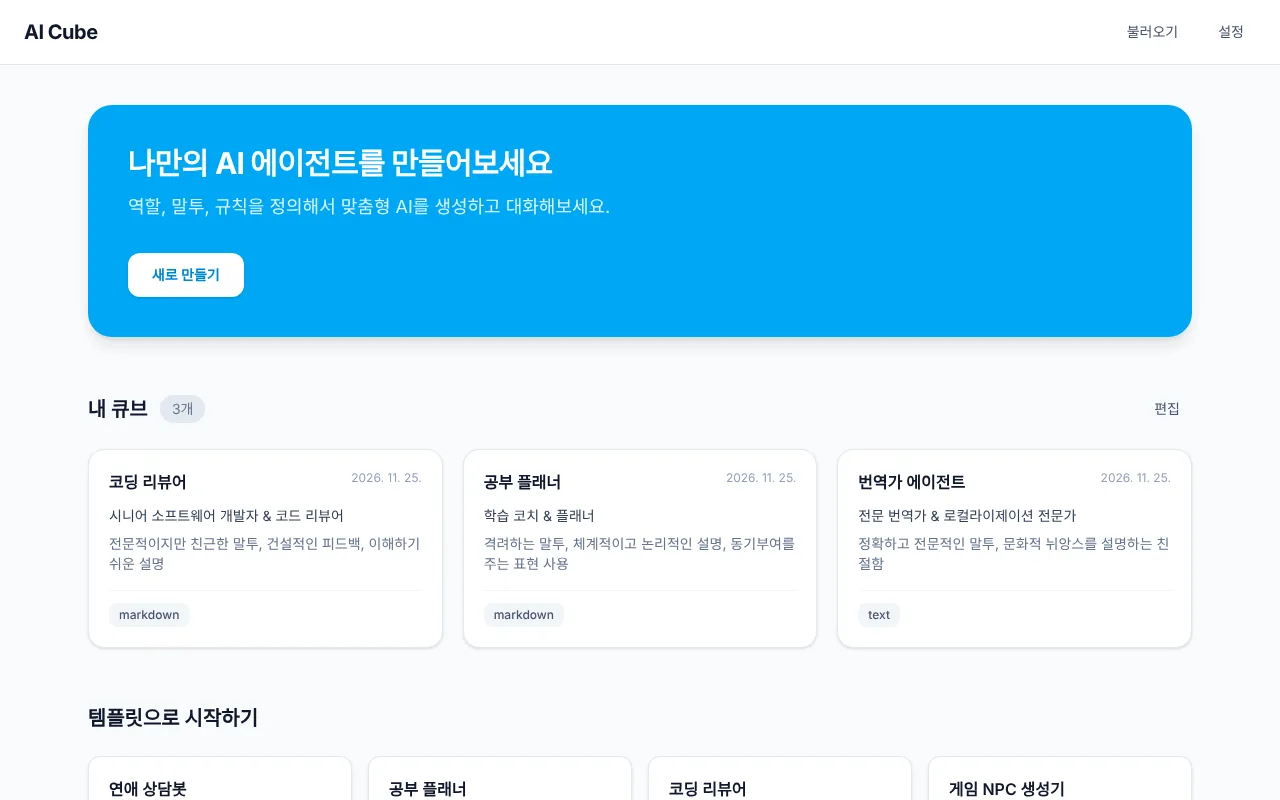 AI Cube
불러오기
설정
나만의 AI 에이전트를 만들어보세요
역할, 말투, 규칙을 정의해서 맞춤형 AI를 생성하고 대화해보세요.
새로 만들기
내 큐브
3개
편집
코딩 리뷰어
2026. 11. 25.
시니어 소프트웨어 개발자 & 코드 리뷰어
전문적이지만 친근한 말투, 건설적인 피드백, 이해하기
쉬운 설명
markdown
공부 플래너
2026. 11. 25.
학습 코치 & 플래너
격려하는 말투, 체계적이고 논리적인 설명, 동기부여를
주는 표현 사용
markdown
번역가 에이전트
2026. 11. 25.
전문 번역가 & 로컬라이제이션 전문가
정확하고 전문적인 말투, 문화적 뉘앙스를 설명하는 친
절함
text
템플릿으로 시작하기
연애 상담봇
공부 플래너
코딩 리뷰어
게임 NPC 생성기